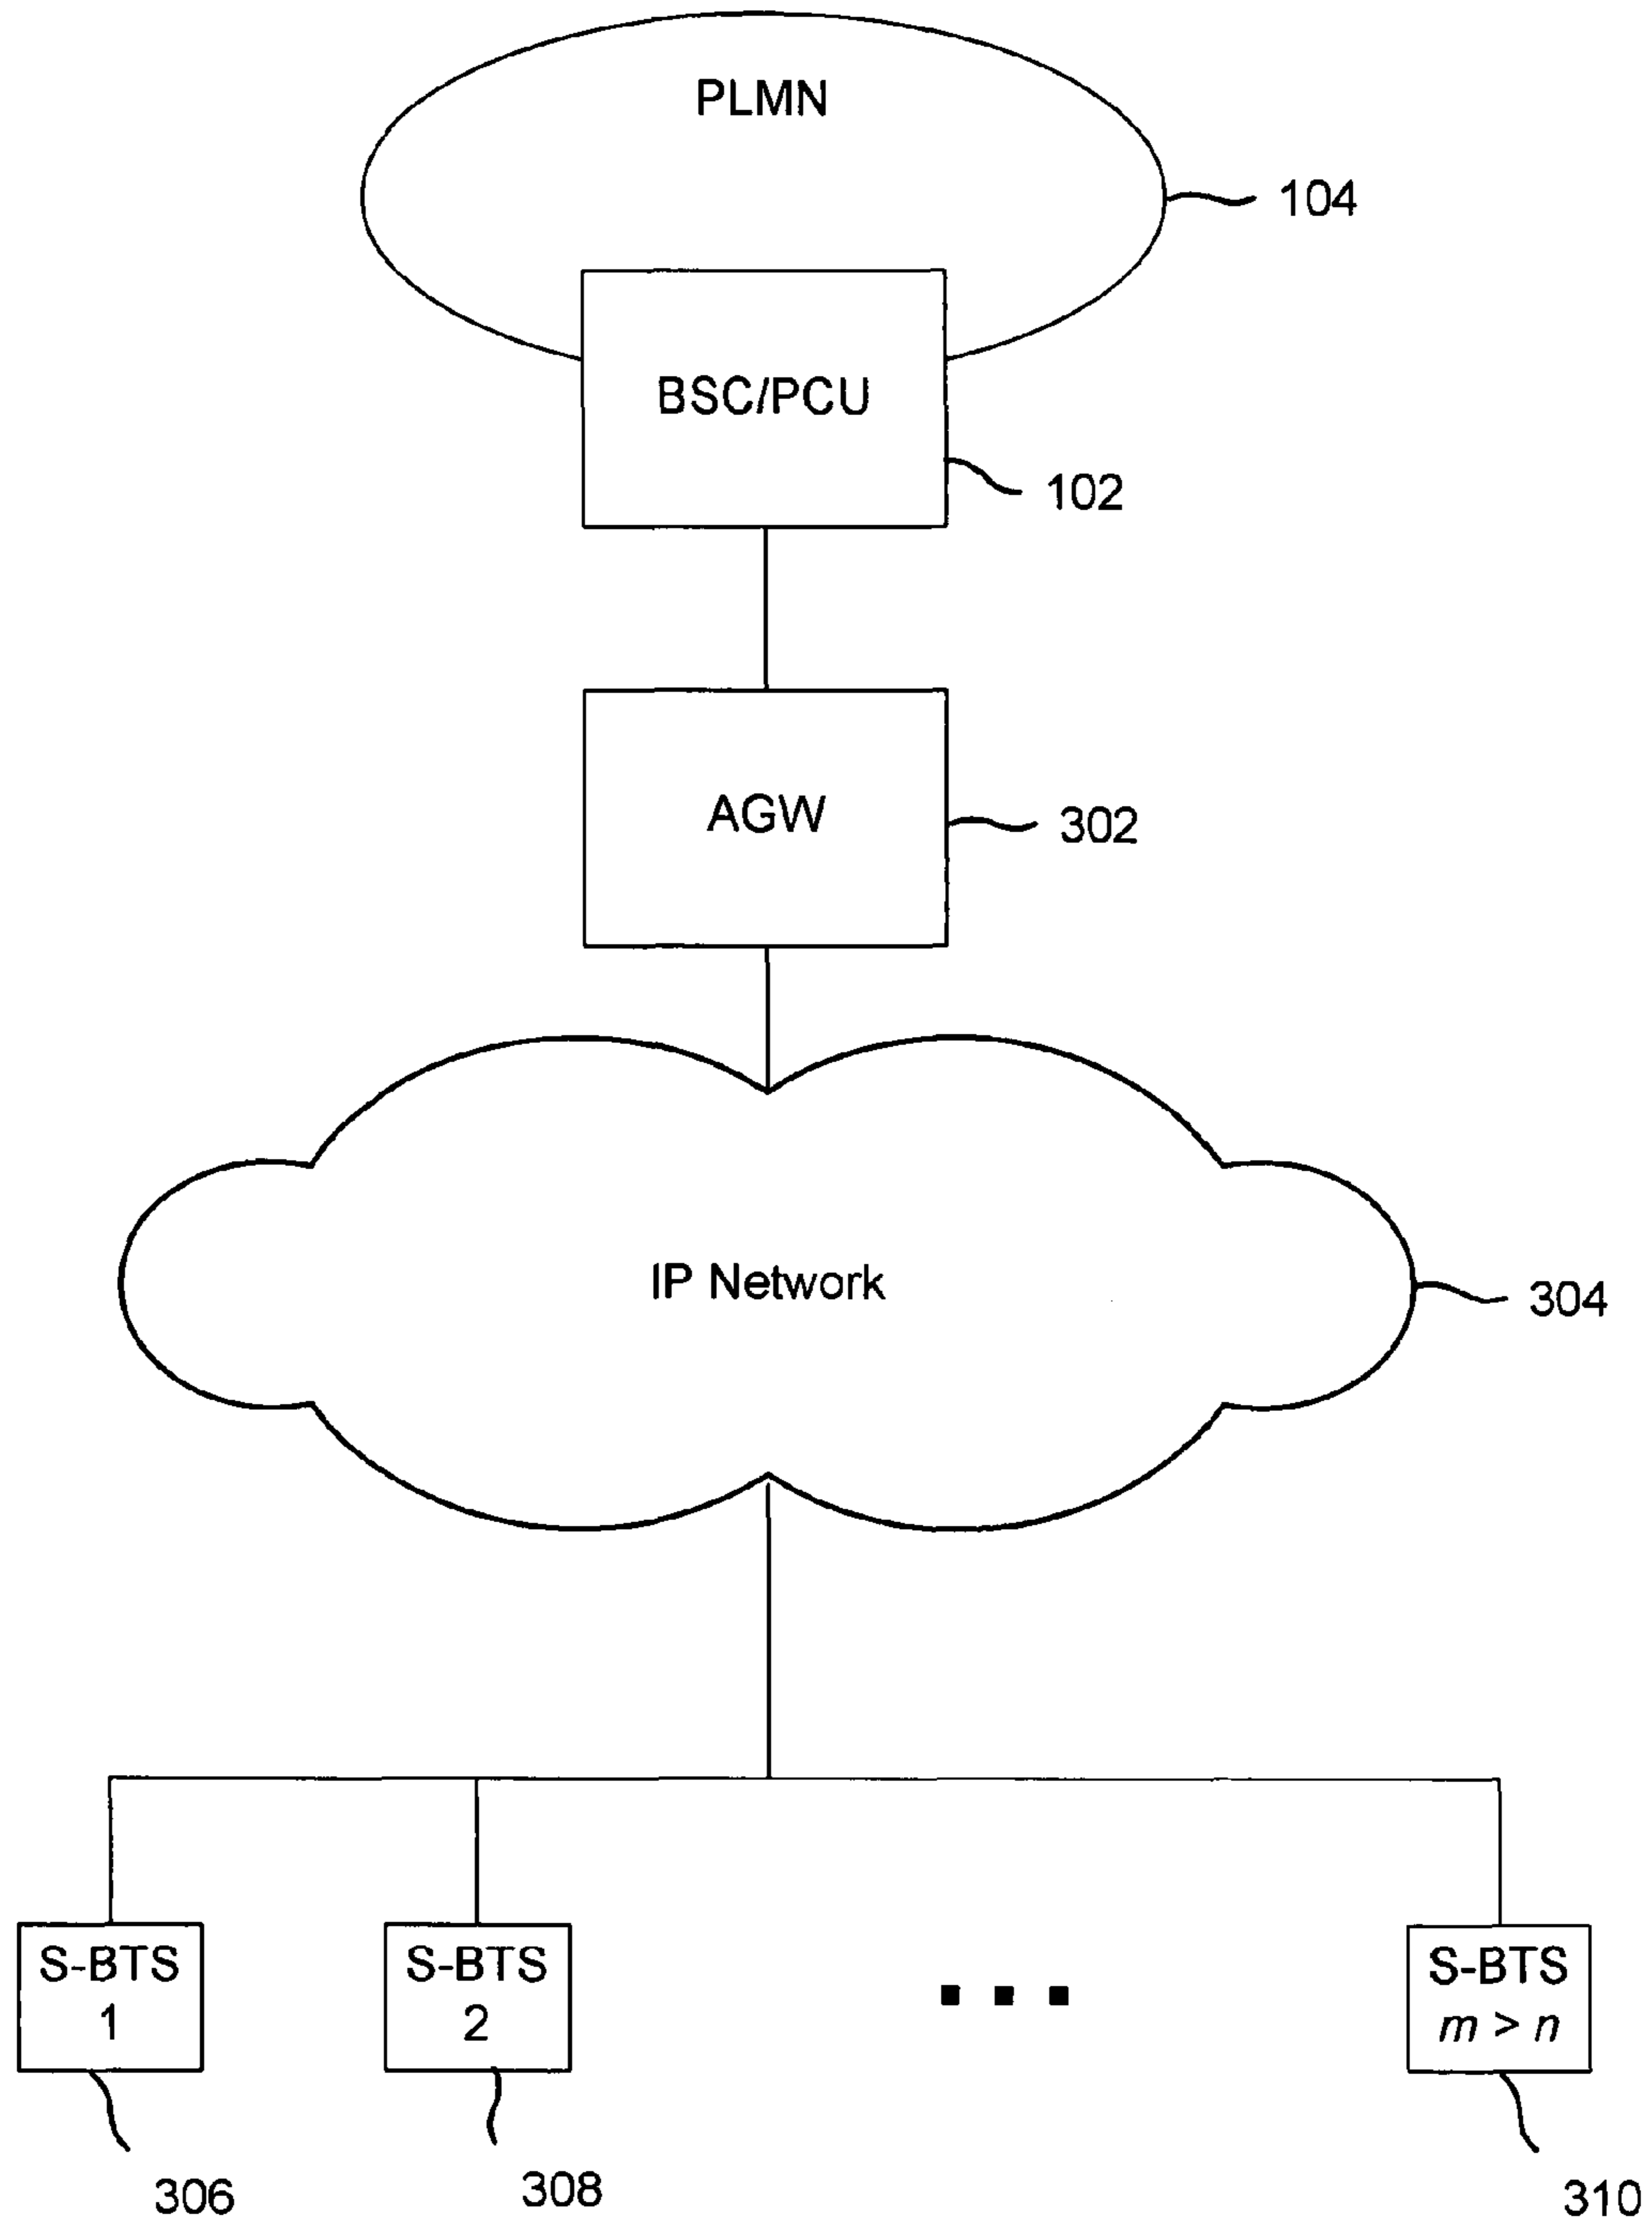 PLMN
104
BSC/PCU
102
AGW
302
IP Network
304
S-BTS
1
S-BTS
2
S-BTS
m > n
306
308
310